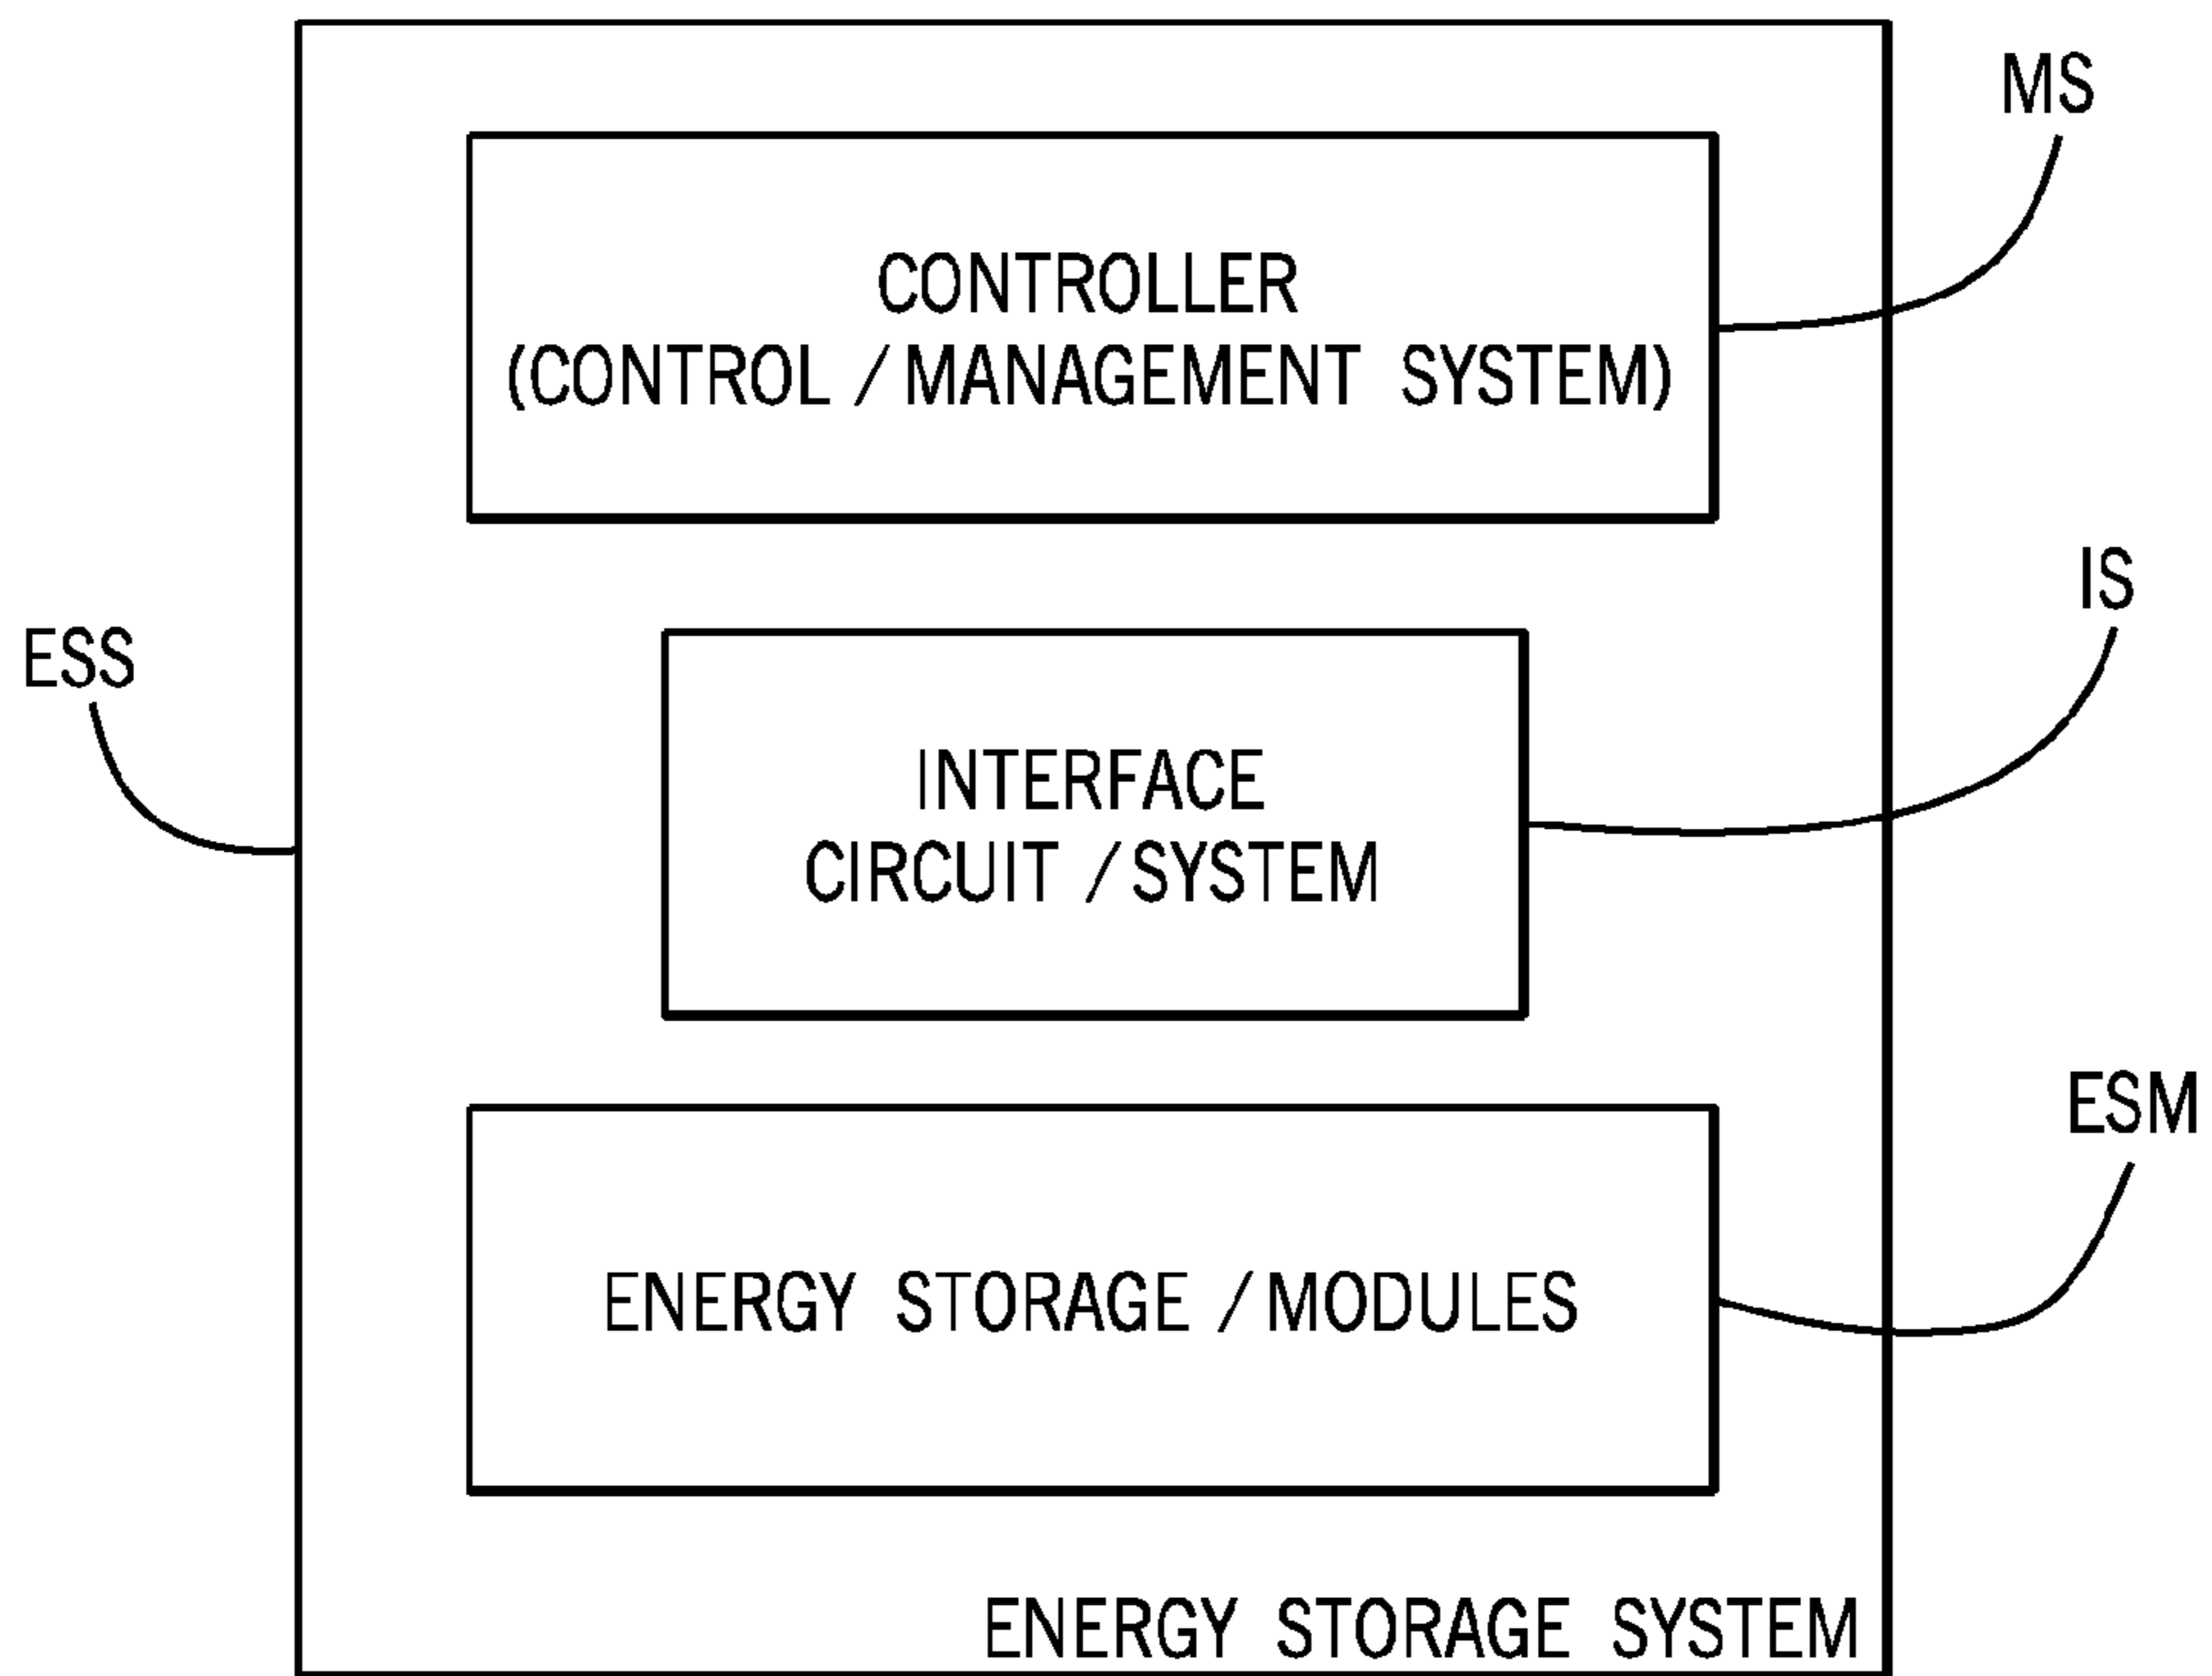 MS
CONTROLLER
(CONTROL / MANAGEMENT SYSTEM)
IS
ESS
INTERFACE
CIRCUIT / SYSTEM
ESM
ENERGY STORAGE / MODULES
ENERGY STORAGE SYSTEM